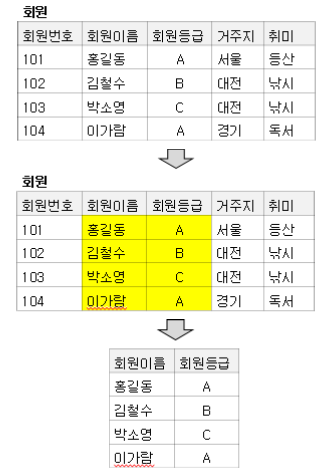 회원
회원번호 회원이름 회원등급 거주지 취미
101 홍길동 A 서울 등산
102 김철수 B 대전 낚시
103 박소영 C 대전 낚시
104 이가람 A 경기 독서
회원
회원번호 회원이름 회원등급 거주지 취미
101 홍길동 A 서울 등산
102 김철수 B 대전 낚시
103 박소영 C 대전 낚시
104 이가람 A 경기 독서
회원이름 회원등급
홍길동 A
김철수 B
박소영 C
이가람 A